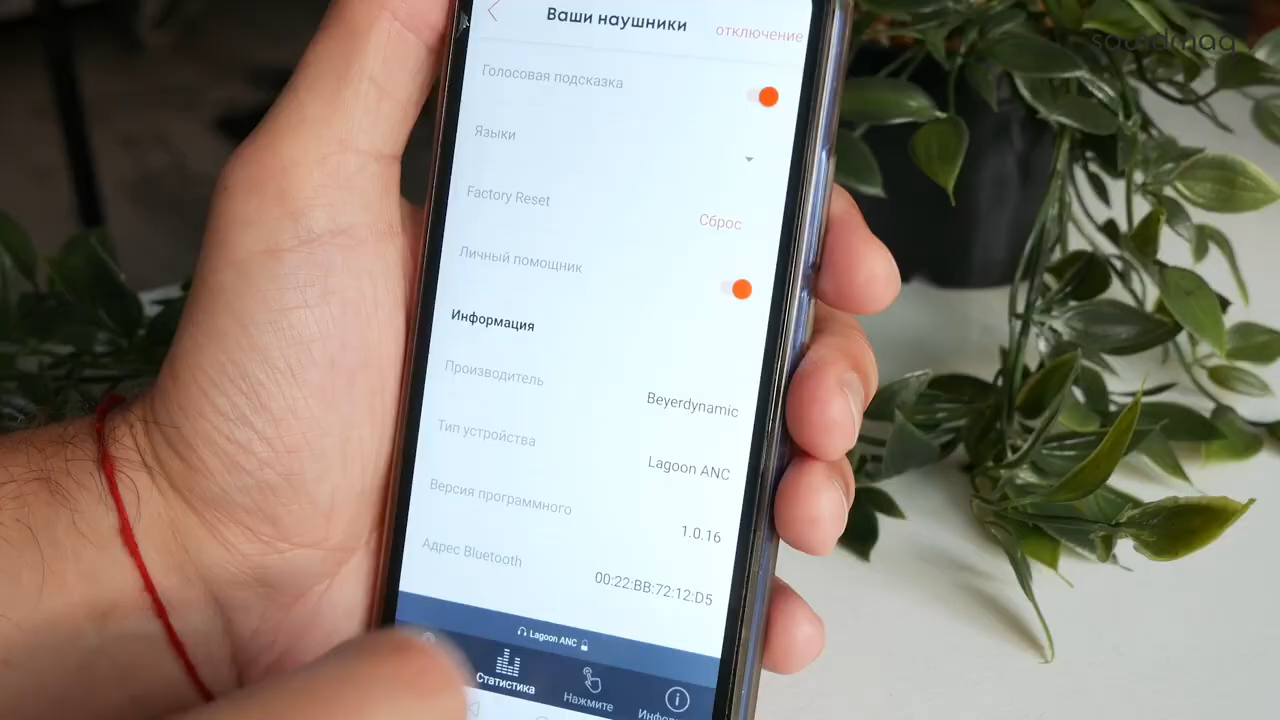 Ваши наушники
отключение
soundmag
Голосовая подсказка
Языки
Factory Reset
Сброс
Личный помощник
Информация
Производитель
Beyerdynamic
Тип устройства
Lagoon ANC
Версия программного
1.0.16
Адрес Bluetooth
00:22:BB:72:12:D5
Lagoon ANC
Статистика
Нажмите